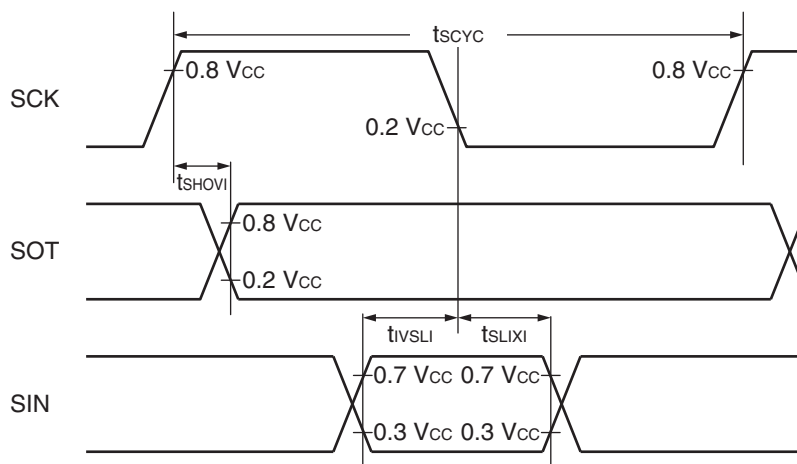 tSCYC
SCK
0.8 VCC
0.8 VCC
0.2 VCC
tSHOVI
SOT
0.8 VCC
0.2 VCC
tIVSLI
tSLIXI
SIN
0.7 VCC
0.7 VCC
0.3 VCC
0.3 VCC